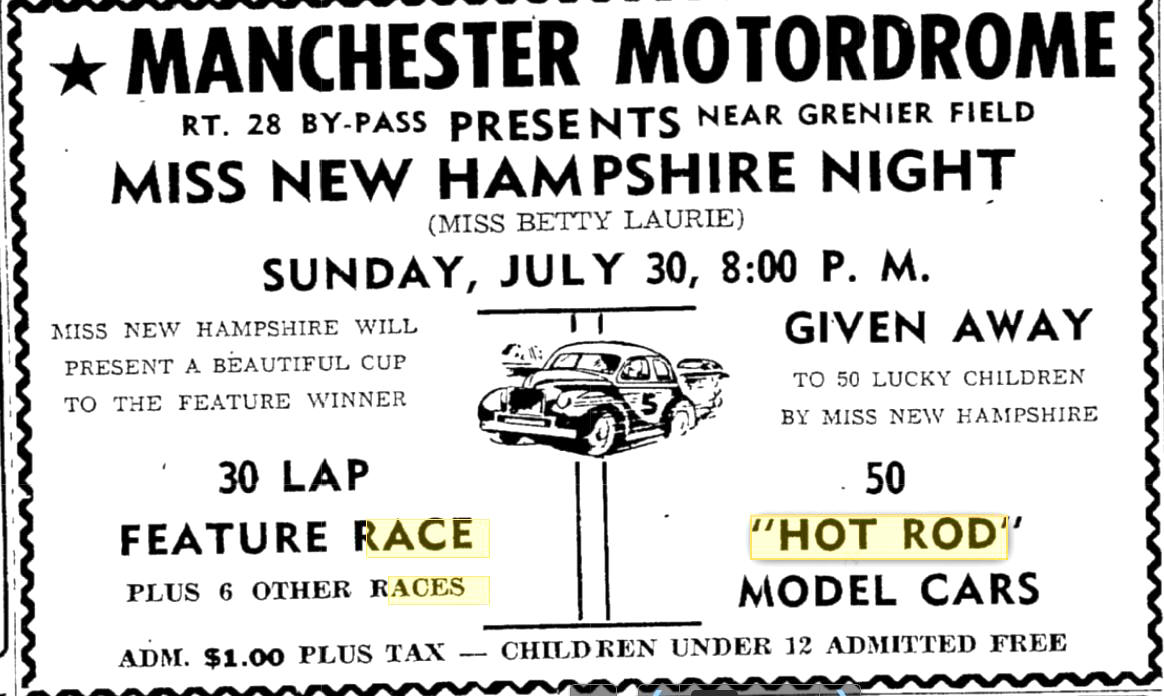 ★ MANCHESTER MOTORDROME
RT. 28 BY-PASS PRESENTS NEAR GRENIER FIELD
MISS NEW HAMPSHIRE NIGHT
(MISS BETTY LAURIE)
SUNDAY, JULY 30, 8:00 P. M.
MISS NEW HAMPSHIRE WILL
PRESENT A BEAUTIFUL CUP
TO THE FEATURE WINNER
30 LAP
FEATURE RACE
PLUS 6 OTHER RACES
5
GIVEN AWAY
TO 50 LUCKY CHILDREN
BY MISS NEW HAMPSHIRE
50
"HOT ROD"
MODEL CARS
ADM. $1.00 PLUS TAX — CHILDREN UNDER 12 ADMITTED FREE